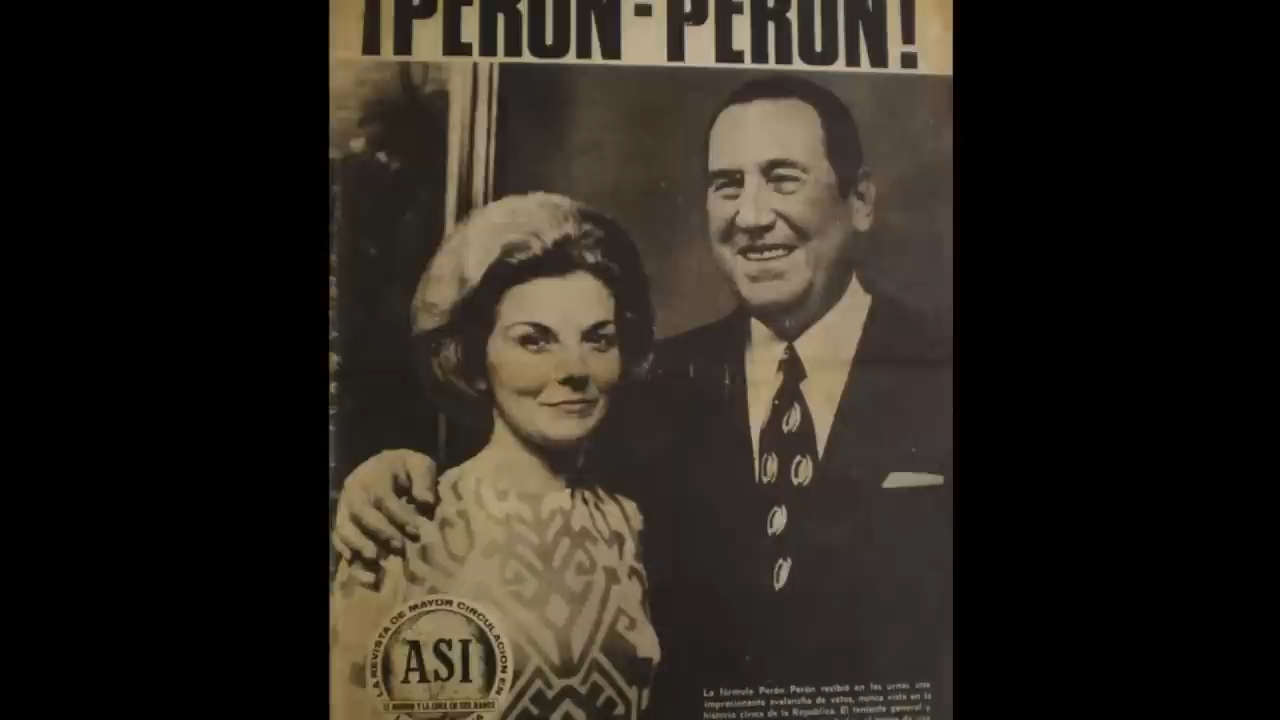 ¡PERON - PERON!
LA REVISTA DE MAYOR CIRCULACION EN
ASI
La fórmula Perón Perón recibió en las urnas una
impresionante avalancha de votos, nunca vista en la
historia cívica de la República. El teniente general y